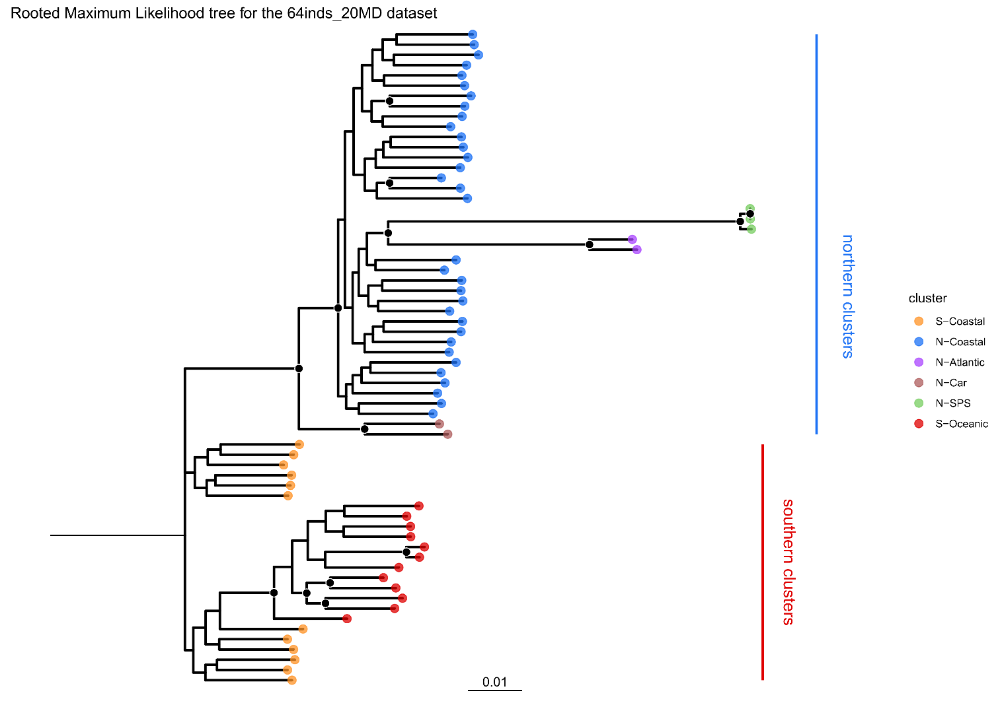 Rooted Maximum Likelihood tree for the 64inds_20MD dataset
northern clusters
cluster
S−Coastal
N−Coastal
N−Atlantic
N−Car
N−SPS
S−Oceanic
southern clusters
0.01